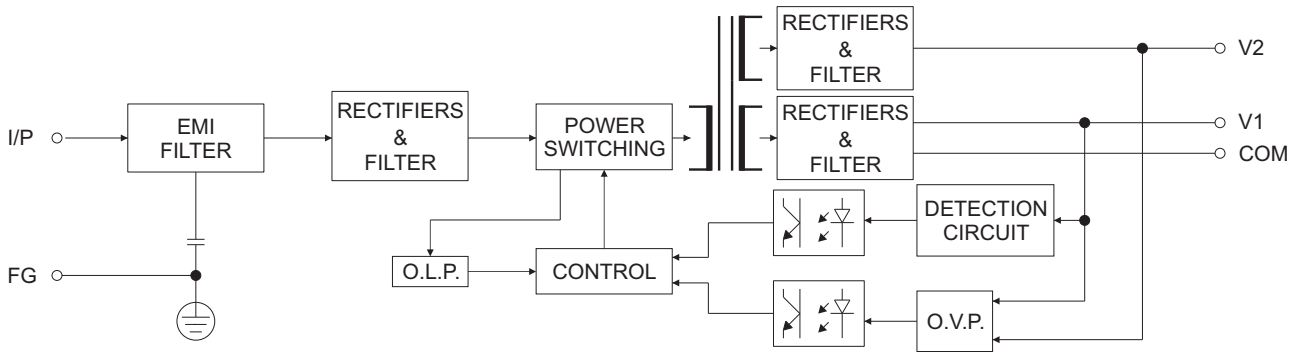 RECTIFIERS
&
FILTER
V2
I/P
EMI
FILTER
RECTIFIERS
&
FILTER
POWER
SWITCHING
RECTIFIERS
&
FILTER
V1
COM
DETECTION
CIRCUIT
FG
O.L.P.
CONTROL
O.V.P.